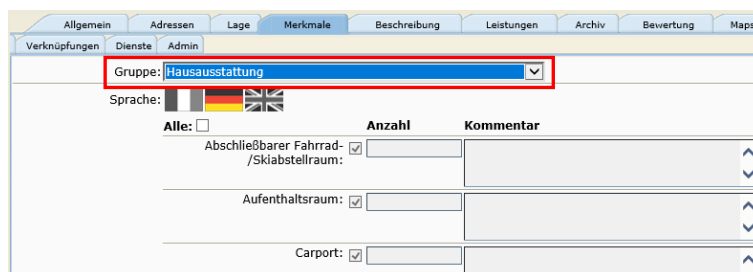 Allgemein Adressen Lage Merkmale Beschreibung Leistungen Archiv Bewertung Maps
Verknüpfungen Dienste Admin
Gruppe: Hausausstattung
Sprache:
Alle: Anzahl Kommentar
Abschließbarer Fahrrad-
/Skiabstellraum:
Aufenthaltsraum:
Carport: